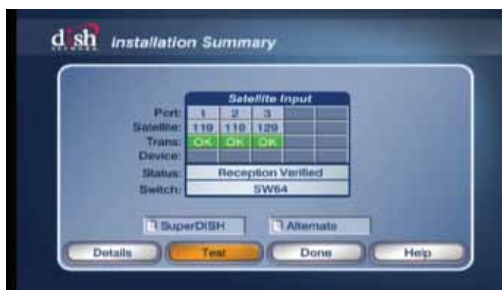 dish
NETWORK
Installation Summary
Satellite Input
Port: 1 2 3
Satellite: 119 110 129
Trans: OK OK OK
Device:
Status: Reception Verified
Switch: SW64
SuperDISH Alternate
Details Test Done Help